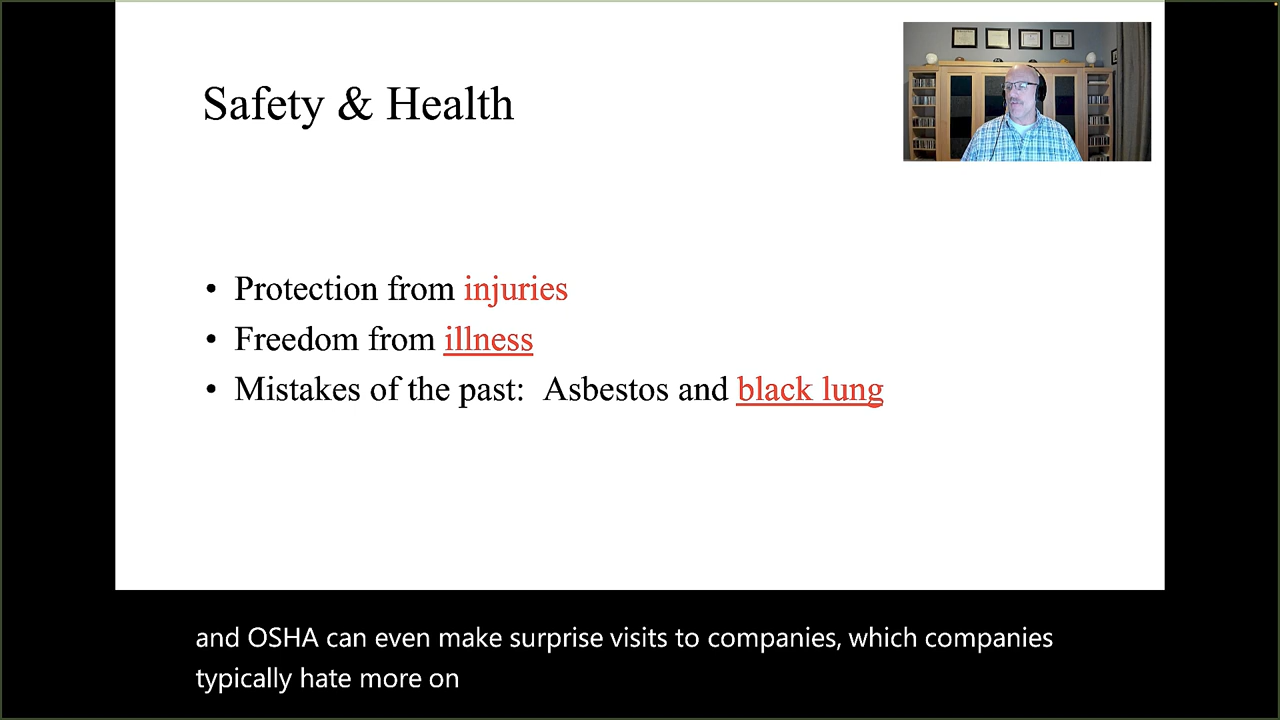 Safety & Health
• Protection from injuries
• Freedom from illness
• Mistakes of the past:  Asbestos and black lung
and OSHA can even make surprise visits to companies, which companies
typically hate more on